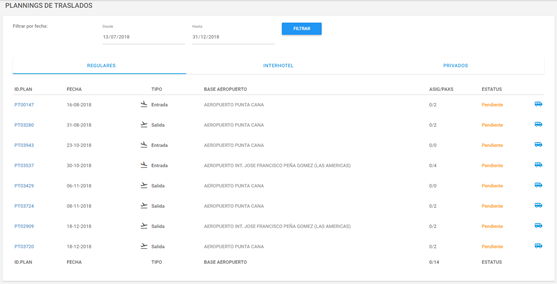 PLANNINGS DE TRASLADOS
Filtrar por fecha:
Desde
Hasta
13/07/2018
31/12/2018
FILTRAR
REGULARES INTERHOTEL PRIVADOS
ID.PLAN FECHA TIPO BASE AEROPUERTO ASIG/PAXS ESTATUS
PT00147 16-08-2018 Entrada AEROPUERTO PUNTA CANA 0/2 Pendiente
PT03280 31-08-2018 Salida AEROPUERTO PUNTA CANA 0/2 Pendiente
PT03943 23-10-2018 Entrada AEROPUERTO PUNTA CANA 0/0 Pendiente
PT03037 30-10-2018 Entrada AEROPUERTO INT. JOSE FRANCISCO PEÑA GOMEZ (LAS AMERICAS) 0/4 Pendiente
PT03429 06-11-2018 Salida AEROPUERTO PUNTA CANA 0/0 Pendiente
PT03724 08-11-2018 Salida AEROPUERTO PUNTA CANA 0/2 Pendiente
PT02909 18-12-2018 Salida AEROPUERTO INT. JOSE FRANCISCO PEÑA GOMEZ (LAS AMERICAS) 0/2 Pendiente
PT03720 18-12-2018 Salida AEROPUERTO PUNTA CANA 0/2 Pendiente
ID.PLAN FECHA TIPO BASE AEROPUERTO 0/14 ESTATUS